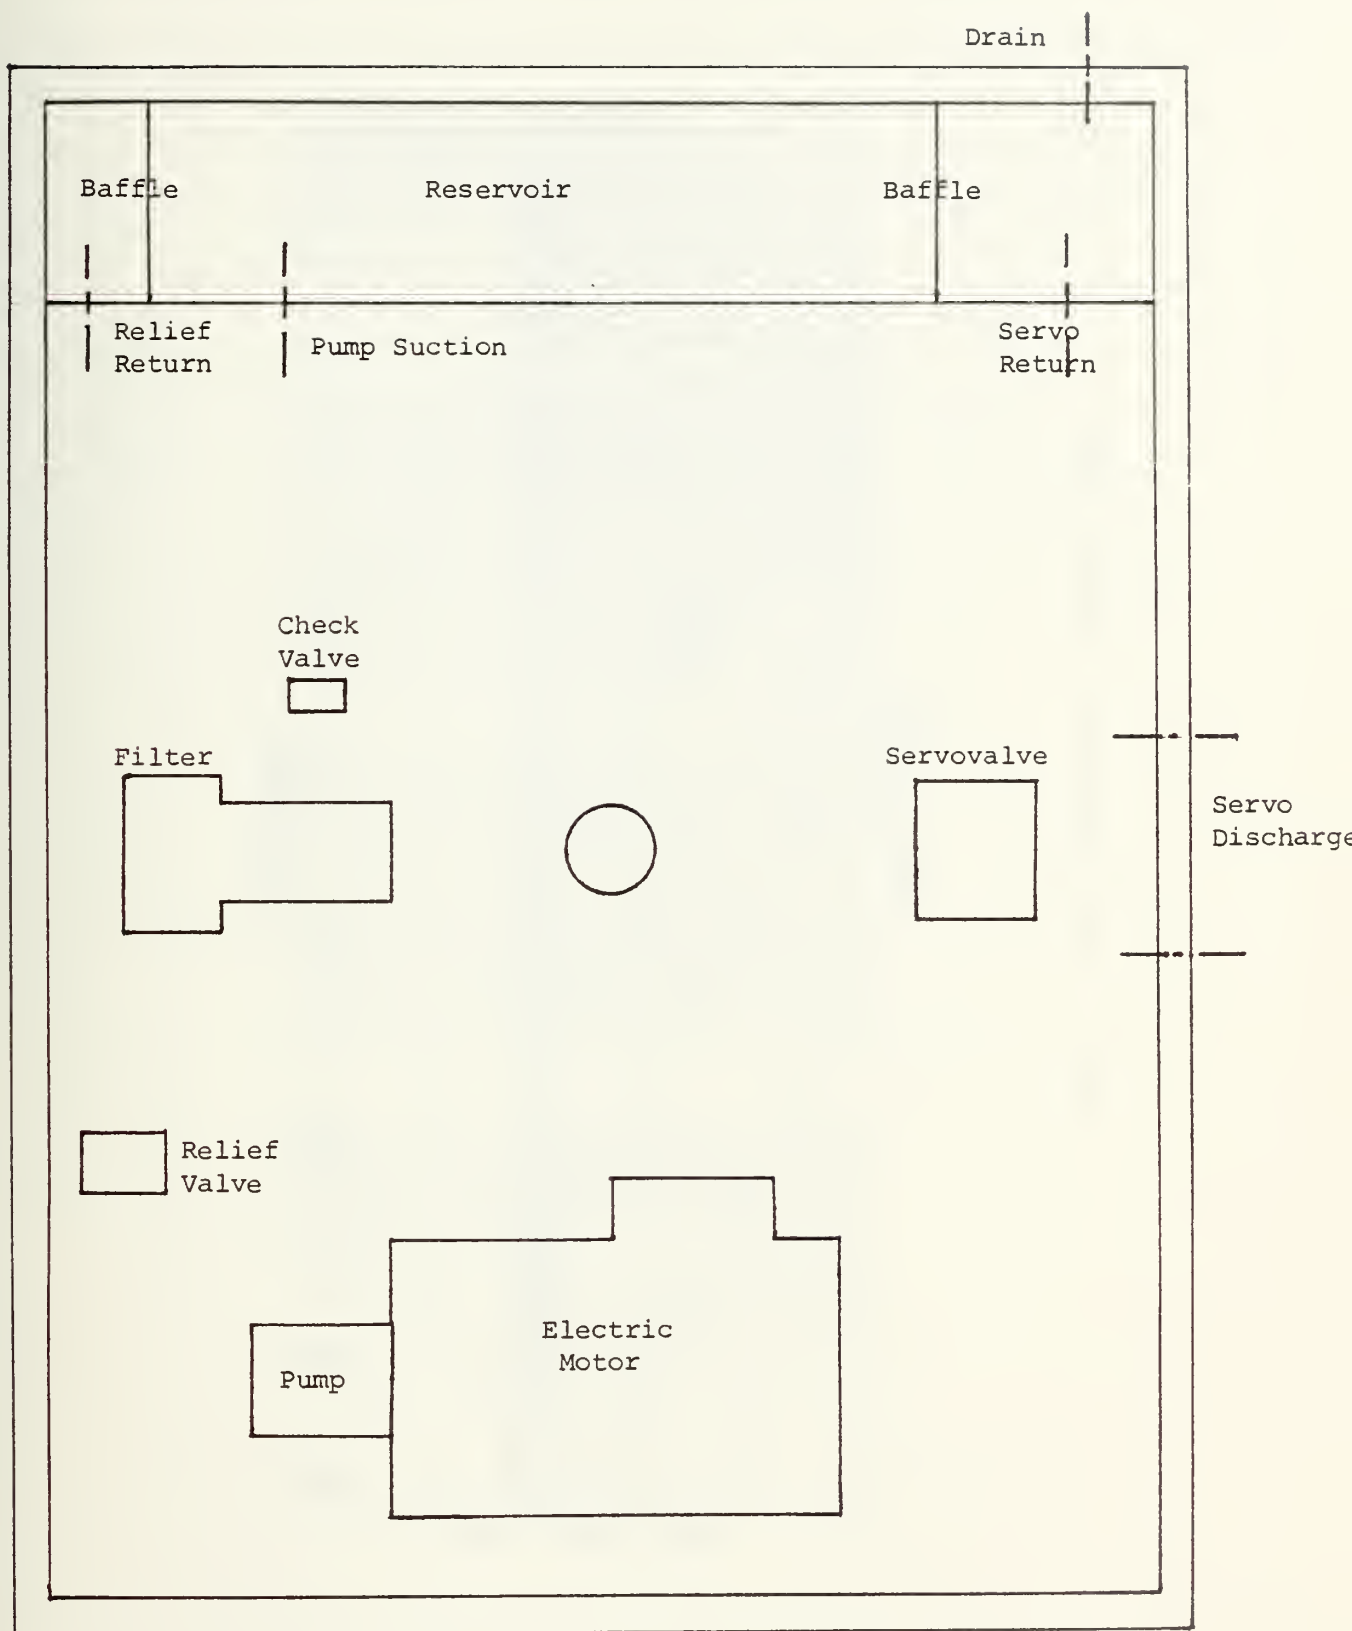 Drain
Baffle
Reservoir
Baffle
Relief
Return
Pump Suction
Servo
Return
Check
Valve
Filter
Servovalve
Servo
Discharge
Relief
Valve
Electric
Motor
Pump